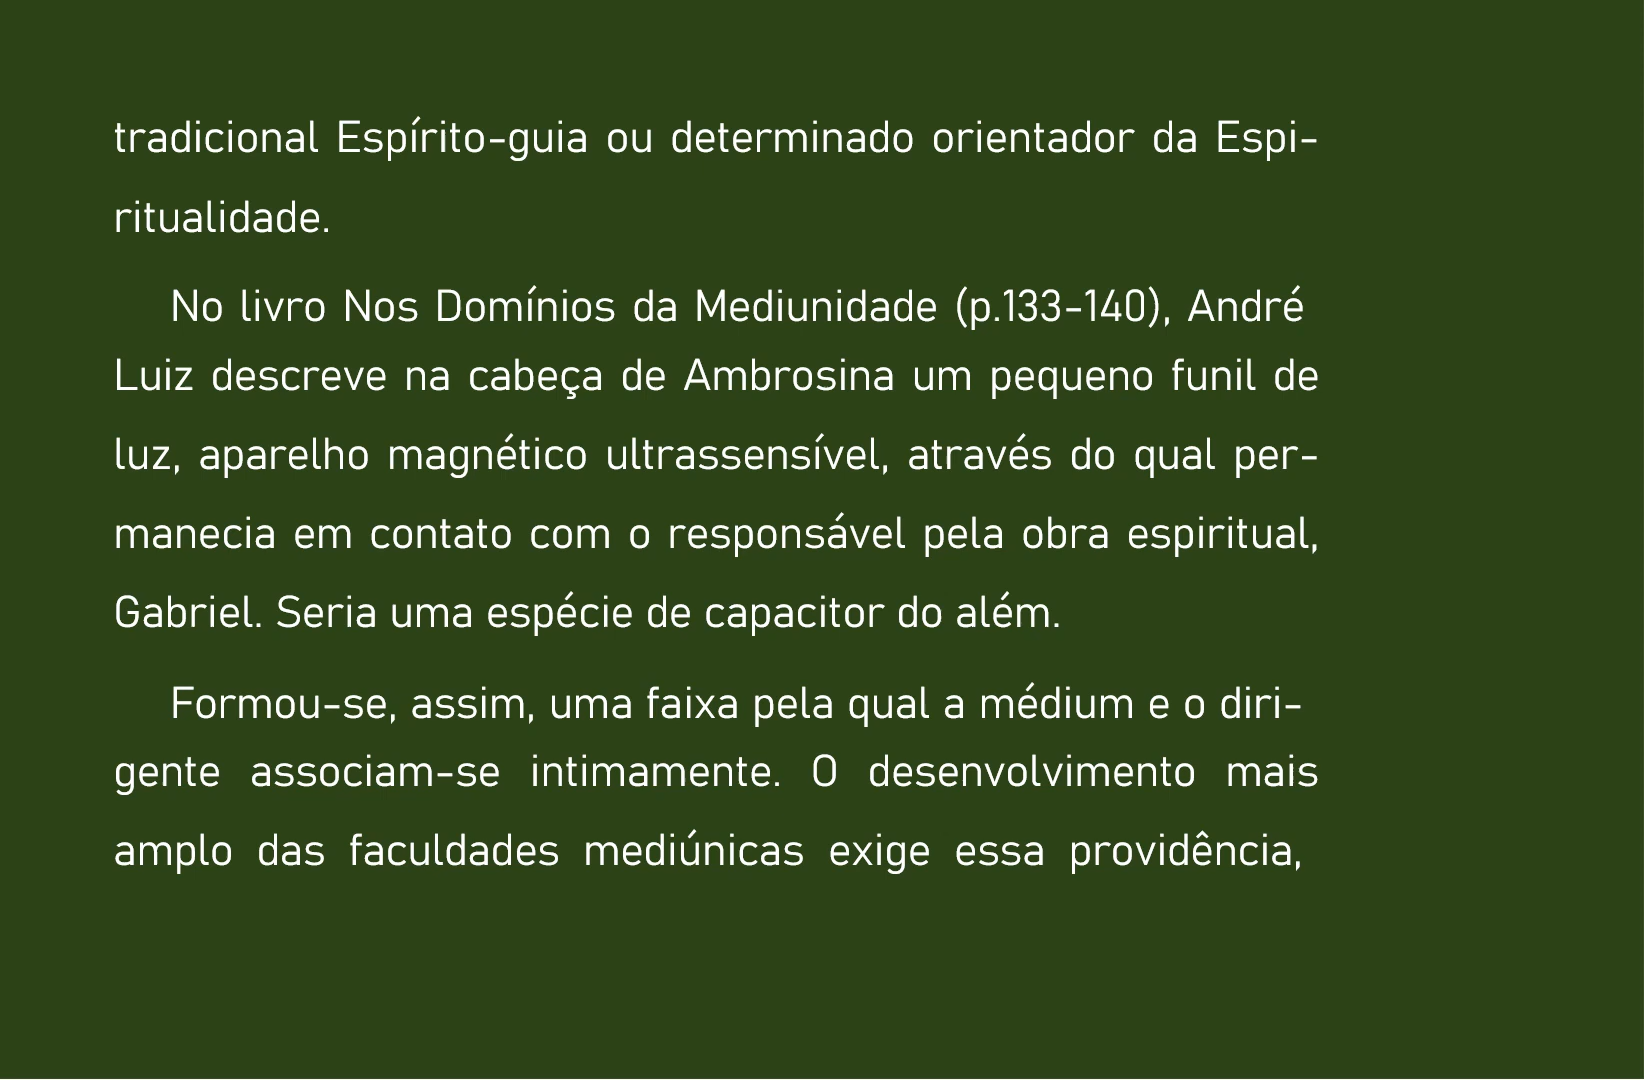 tradicional Espírito-guia ou determinado orientador da Espi-
ritualidade.
No livro Nos Domínios da Mediunidade (p.133-140), André
Luiz descreve na cabeça de Ambrosina um pequeno funil de
luz, aparelho magnético ultrassensível, através do qual per-
manecia em contato com o responsável pela obra espiritual,
Gabriel. Seria uma espécie de capacitor do além.
Formou-se, assim, uma faixa pela qual a médium e o diri-
gente associam-se intimamente. O desenvolvimento mais
amplo das faculdades mediúnicas exige essa providência,